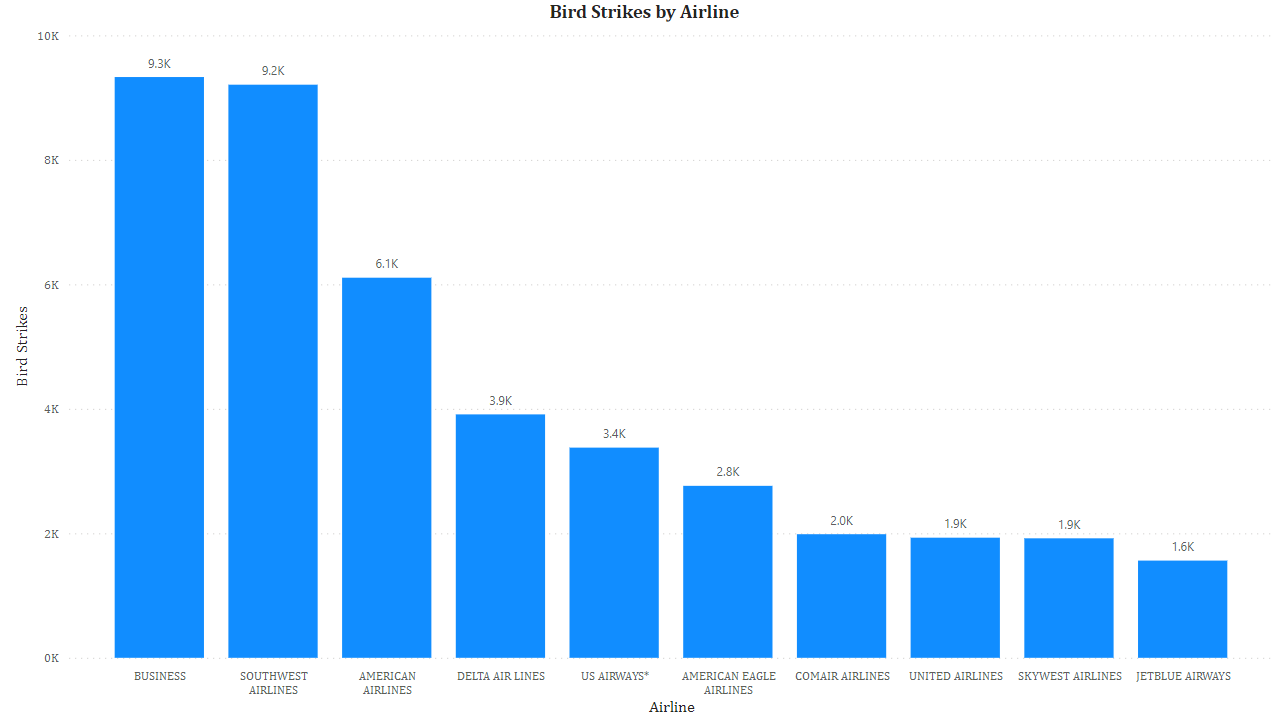 Bird Strikes by Airline
10K
8K
6K
4K
2K
0K
Bird Strikes
9.3K
9.2K
6.1K
3.9K
3.4K
2.8K
2.0K
1.9K
1.9K
1.6K
BUSINESS
SOUTHWEST
AIRLINES
AMERICAN
AIRLINES
DELTA AIR LINES
US AIRWAYS*
AMERICAN EAGLE
AIRLINES
COMAIR AIRLINES
UNITED AIRLINES
SKYWEST AIRLINES
JETBLUE AIRWAYS
Airline